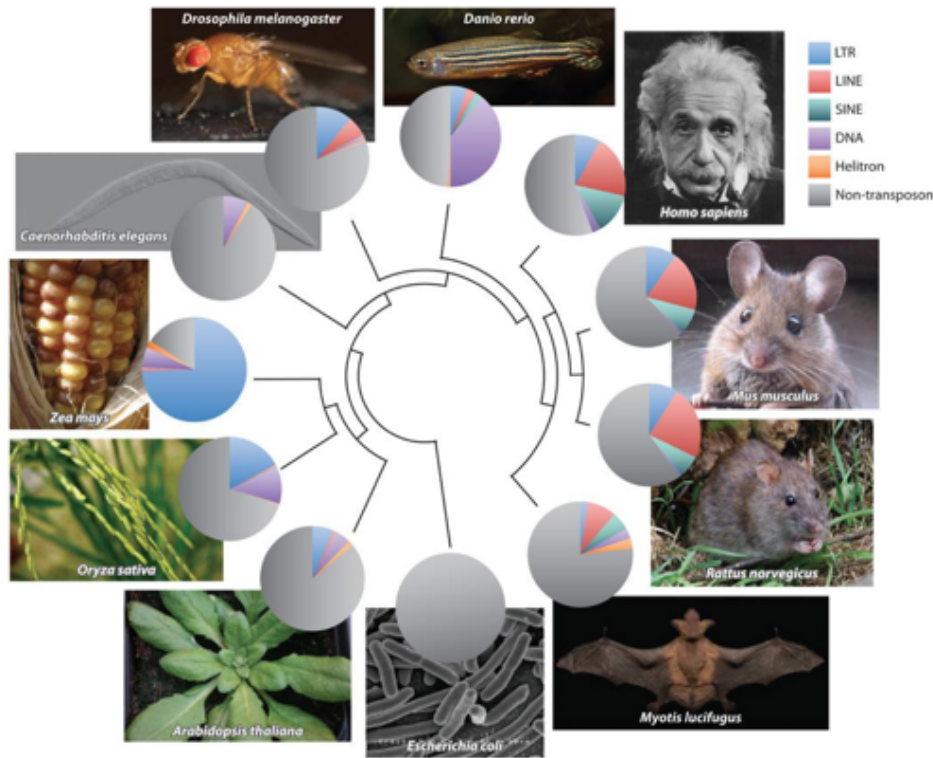 Drosophila melanogaster
Danio rerio
LTR
LINE
SINE
DNA
Helitron
Non-transposon
Homo sapiens
Caenorhabditis elegans
Zea mays
Mus musculus
Oryza sativa
Rattus norvegicus
Arabidopsis thaliana
Escherichia coli
Myotis lucifugus